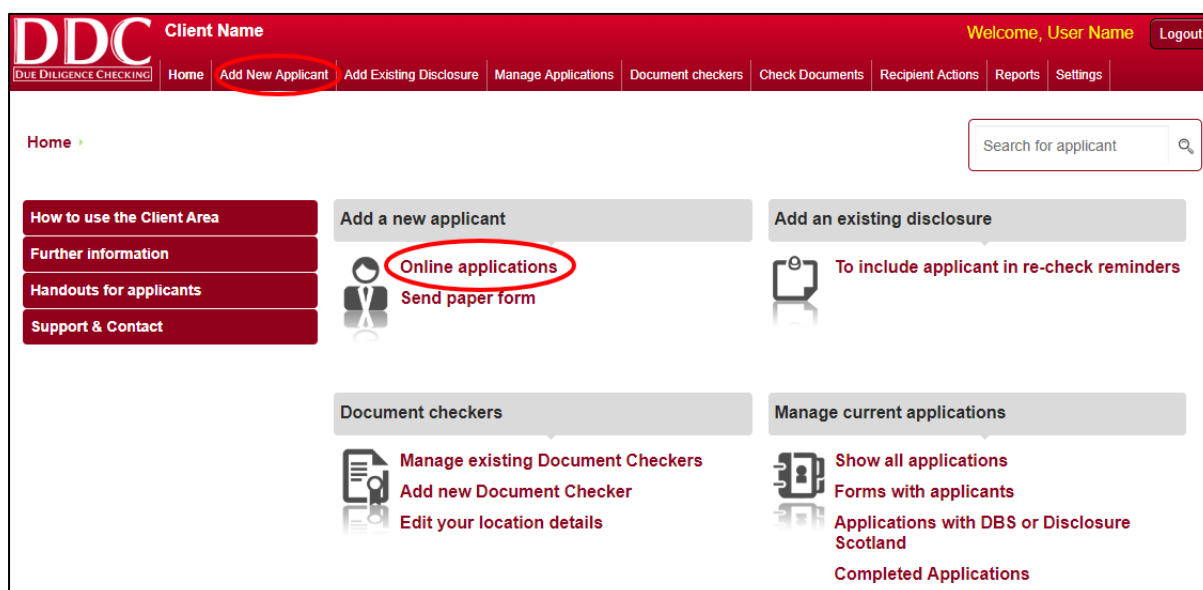 DDC
DUE DILIGENCE CHECKING
Client Name
Welcome, User Name
Logout
Home
Add New Applicant
Add Existing Disclosure
Manage Applications
Document checkers
Check Documents
Recipient Actions
Reports
Settings
Home
Search for applicant
How to use the Client Area
Further information
Handouts for applicants
Support & Contact
Add a new applicant
Online applications
Send paper form
Add an existing disclosure
To include applicant in re-check reminders
Document checkers
Manage existing Document Checkers
Add new Document Checker
Edit your location details
Manage current applications
Show all applications
Forms with applicants
Applications with DBS or Disclosure
Scotland
Completed Applications